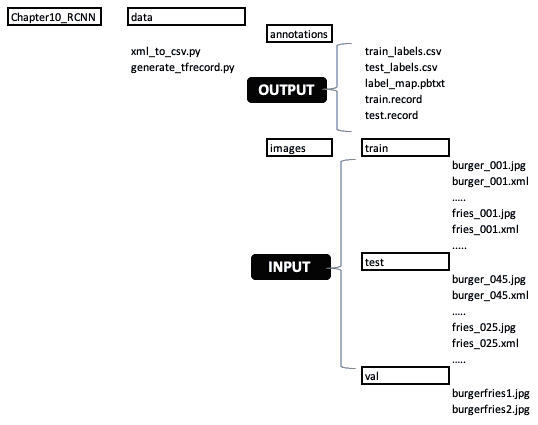 Chapter10_RCNN
data
annotations
xml_to_csv.py
generate_tfrecord.py
OUTPUT
train_labels.csv
test_labels.csv
label_map.pbtxt
train.record
test.record
images
train
burger_001.jpg
burger_001.xml
.....
fries_001.jpg
fries_001.xml
.....
INPUT
test
burger_045.jpg
burger_045.xml
.....
fries_025.jpg
fries_025.xml
.....
val
burgerfries1.jpg
burgerfries2.jpg